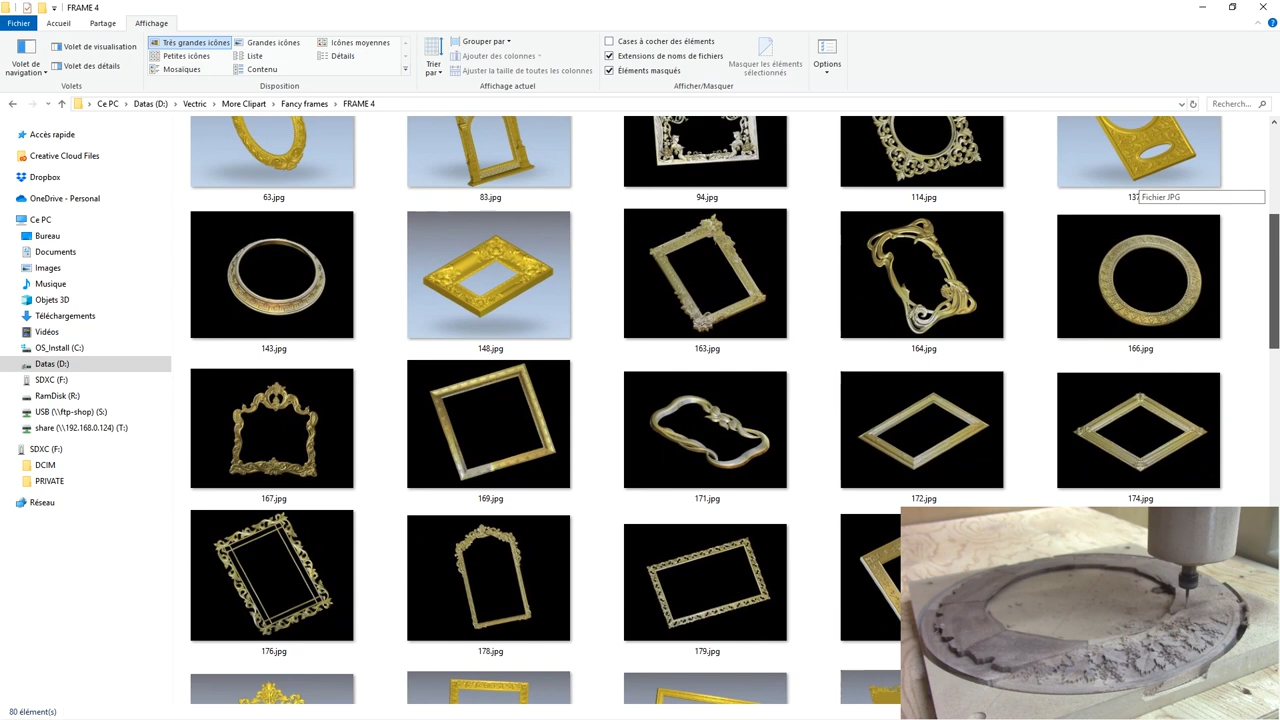 FRAME 4
Fichier Accueil Partage Affichage
Volet de navigation
Volet de visualisation
Volet des détails
Volets
Très grandes icônes Grandes icônes Icônes moyennes
Petites icônes Liste Détails
Mosaïques Contenu
Disposition
Trier par
Grouper par
Ajouter des colonnes
Ajuster la taille de toutes les colonnes
Affichage actuel
Cases à cocher des éléments
Extensions de noms de fichiers
Éléments masqués
Masquer les éléments sélectionnés
Afficher/Masquer
Options
Ce PC Datas (D:) Vectric More Clipart Fancy frames FRAME 4
Recherch...
Accès rapide
Creative Cloud Files
Dropbox
OneDrive - Personal
Ce PC
Bureau
Documents
Images
Musique
Objets 3D
Téléchargements
Vidéos
OS_Install (C:)
Datas (D:)
SDXC (F:)
RamDisk (R:)
USB (\\ftp-shop) (S:)
share (\\192.168.0.124) (T:)
SDXC (F:)
DCIM
PRIVATE
Réseau
63.jpg 83.jpg 94.jpg 114.jpg 137
Fichier JPG
143.jpg 148.jpg 163.jpg 164.jpg 166.jpg
167.jpg 169.jpg 171.jpg 172.jpg 174.jpg
176.jpg 178.jpg 179.jpg
80 élément(s)